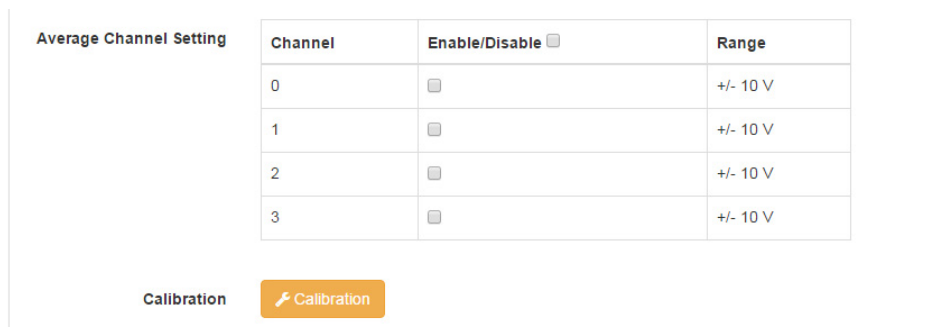 Average Channel Setting Channel Enable/Disable Range
0 +/- 10 V
1 +/- 10 V
2 +/- 10 V
3 +/- 10 V
Calibration Calibration